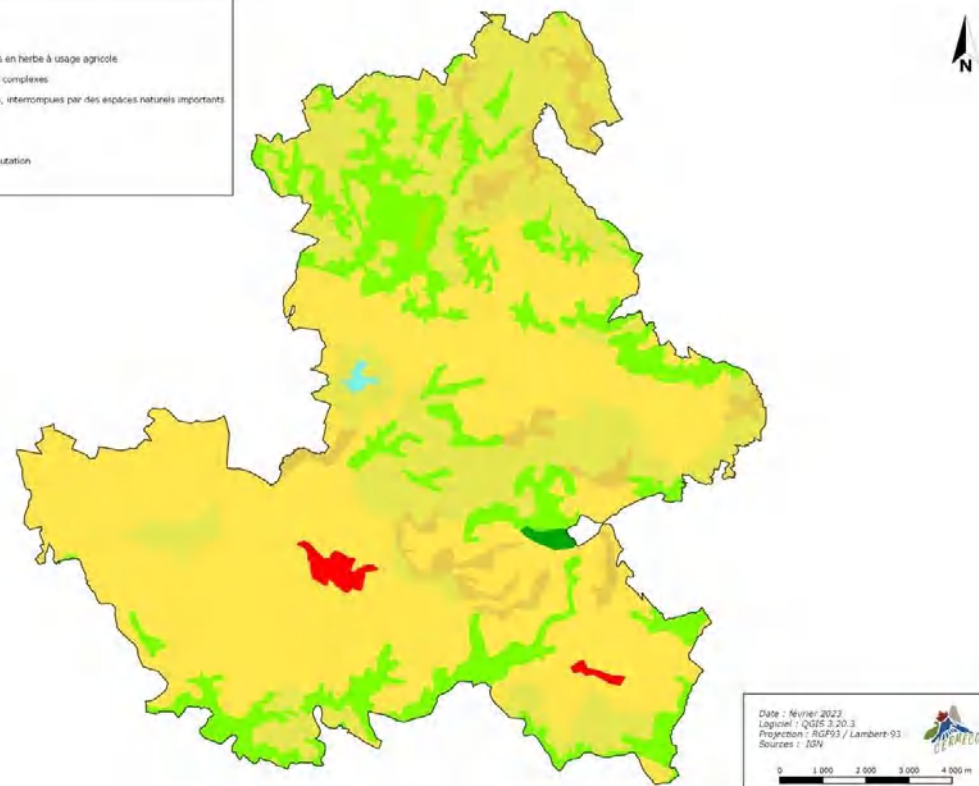 en herbe à usage agricole
complexes
, interrompues par des espaces naturels importants
N
Date : février 2023
Logiciel : QGIS 3.20.3
Projection : RGF93 / Lambert-93
Sources : IGN
CERMECO
0 1 000 2 000 3 000 4 000 m